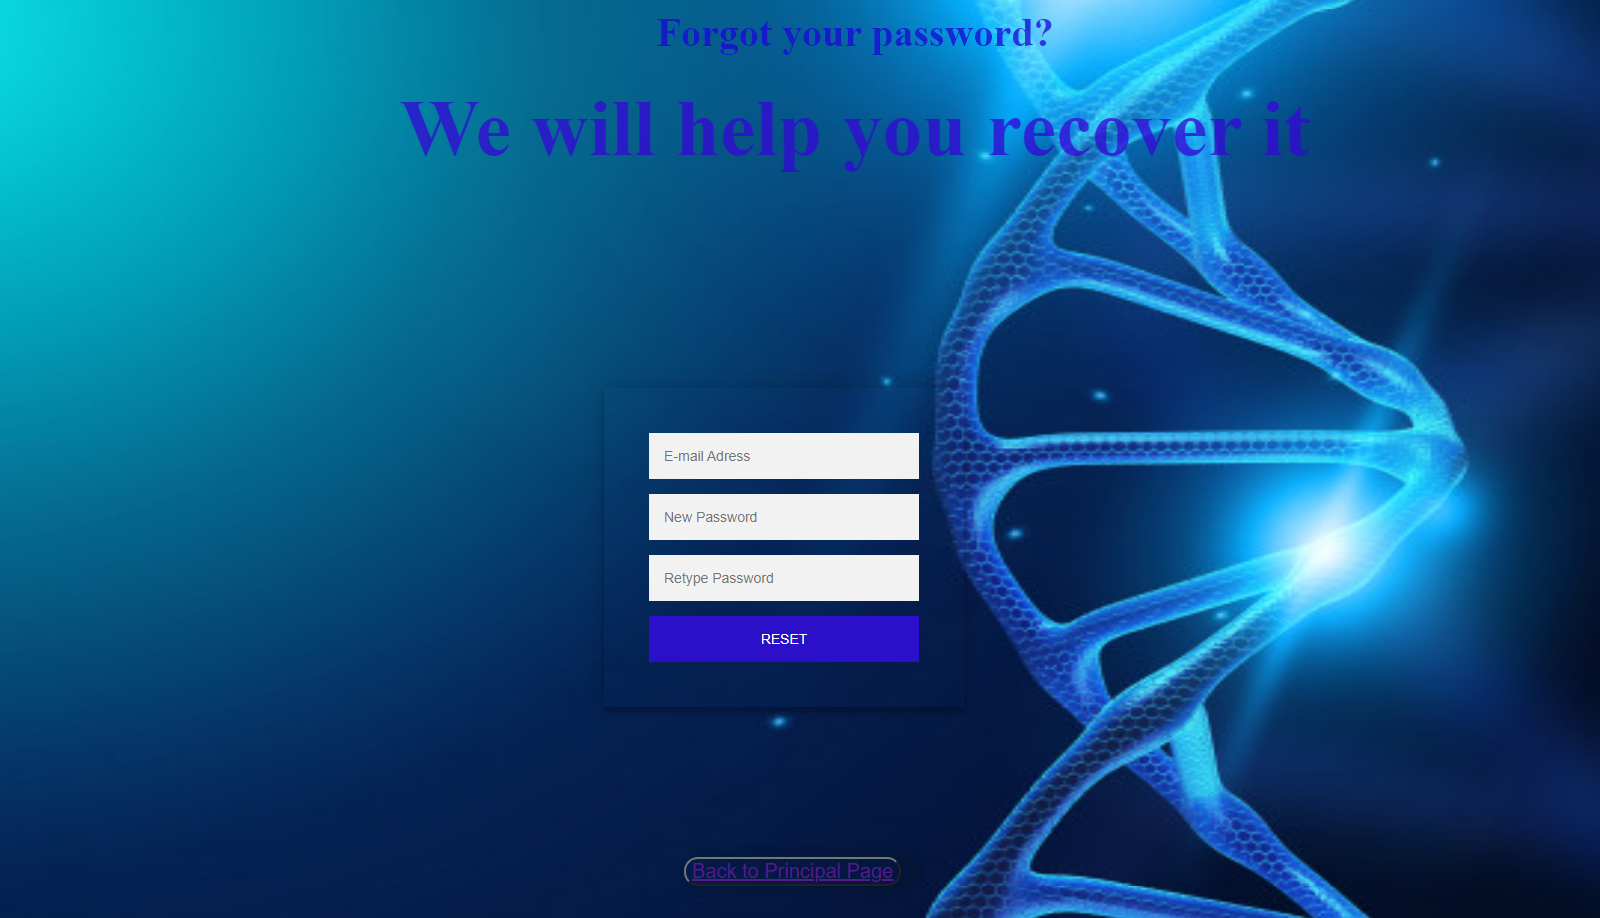 Forgot your password?
We will help you recover it
E-mail Adress
New Password
Retype Password
RESET
Back to Principal Page